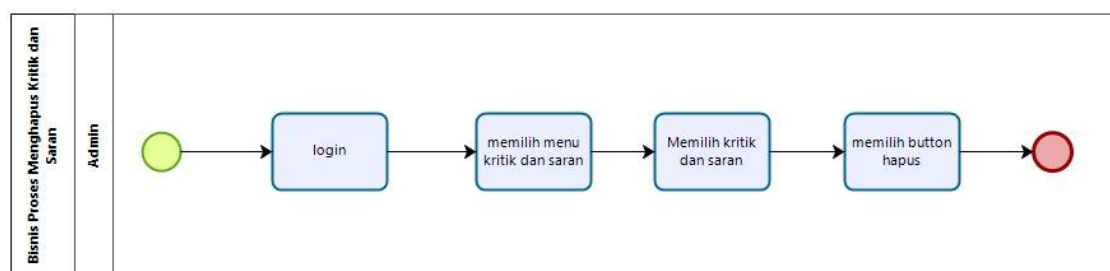 Bisnis Proses Menghapus Kritik dan
Saran
Admin
login
memilih menu
kritik dan saran
Memilih kritik
dan saran
memilih button
hapus